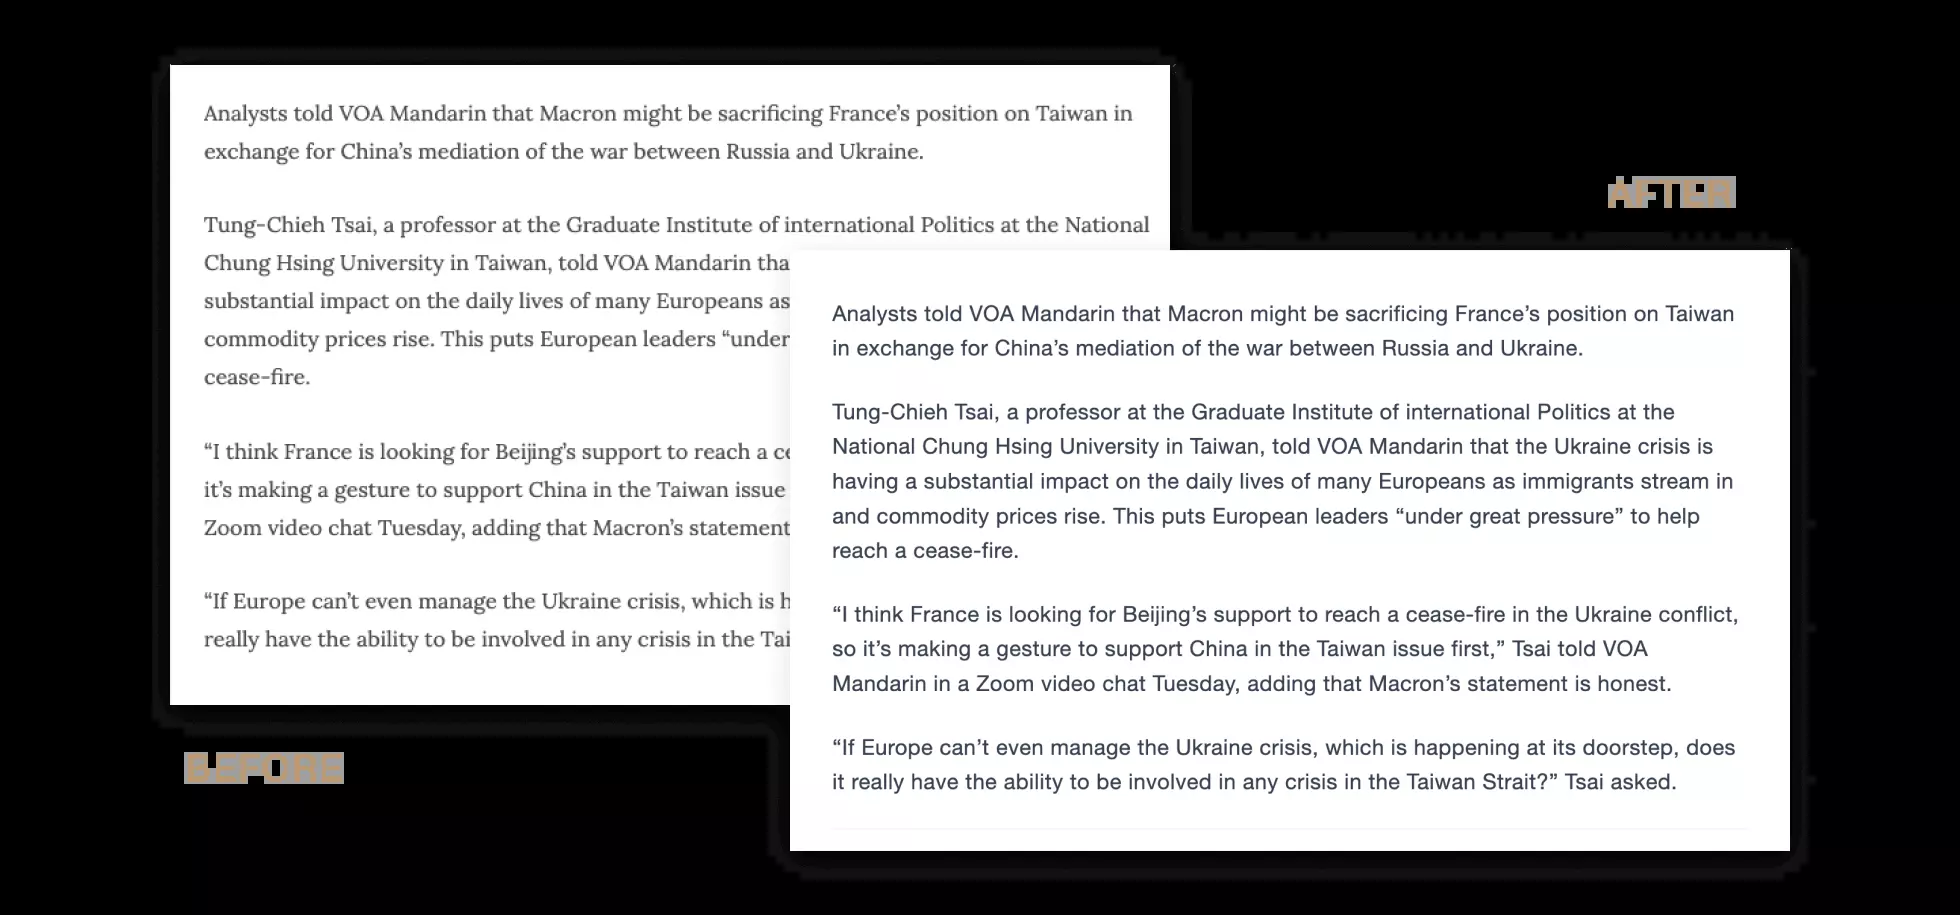 Analysts told VOA Mandarin that Macron might be sacrificing France’s position on Taiwan in
exchange for China’s mediation of the war between Russia and Ukraine.
Tung-Chieh Tsai, a professor at the Graduate Institute of international Politics at the National
Chung Hsing University in Taiwan, told VOA Mandarin
substantial impact on the daily lives of many Europeans as
commodity prices rise. This puts European leaders “under
cease-fire.
“I think France is looking for Beijing’s support to reach a
it’s making a gesture to support China in the Taiwan issue
Zoom video chat Tuesday, adding that Macron’s statement
“If Europe can’t even manage the Ukraine crisis, which is
really have the ability to be involved in any crisis in the
BEFORE
AFTER
Analysts told VOA Mandarin that Macron might be sacrificing France’s position on Taiwan
in exchange for China’s mediation of the war between Russia and Ukraine.
Tung-Chieh Tsai, a professor at the Graduate Institute of international Politics at the
National Chung Hsing University in Taiwan, told VOA Mandarin that the Ukraine crisis is
having a substantial impact on the daily lives of many Europeans as immigrants stream in
and commodity prices rise. This puts European leaders “under great pressure” to help
reach a cease-fire.
“I think France is looking for Beijing’s support to reach a cease-fire in the Ukraine conflict,
so it’s making a gesture to support China in the Taiwan issue first,” Tsai told VOA
Mandarin in a Zoom video chat Tuesday, adding that Macron’s statement is honest.
“If Europe can’t even manage the Ukraine crisis, which is happening at its doorstep, does
it really have the ability to be involved in any crisis in the Taiwan Strait?” Tsai asked.